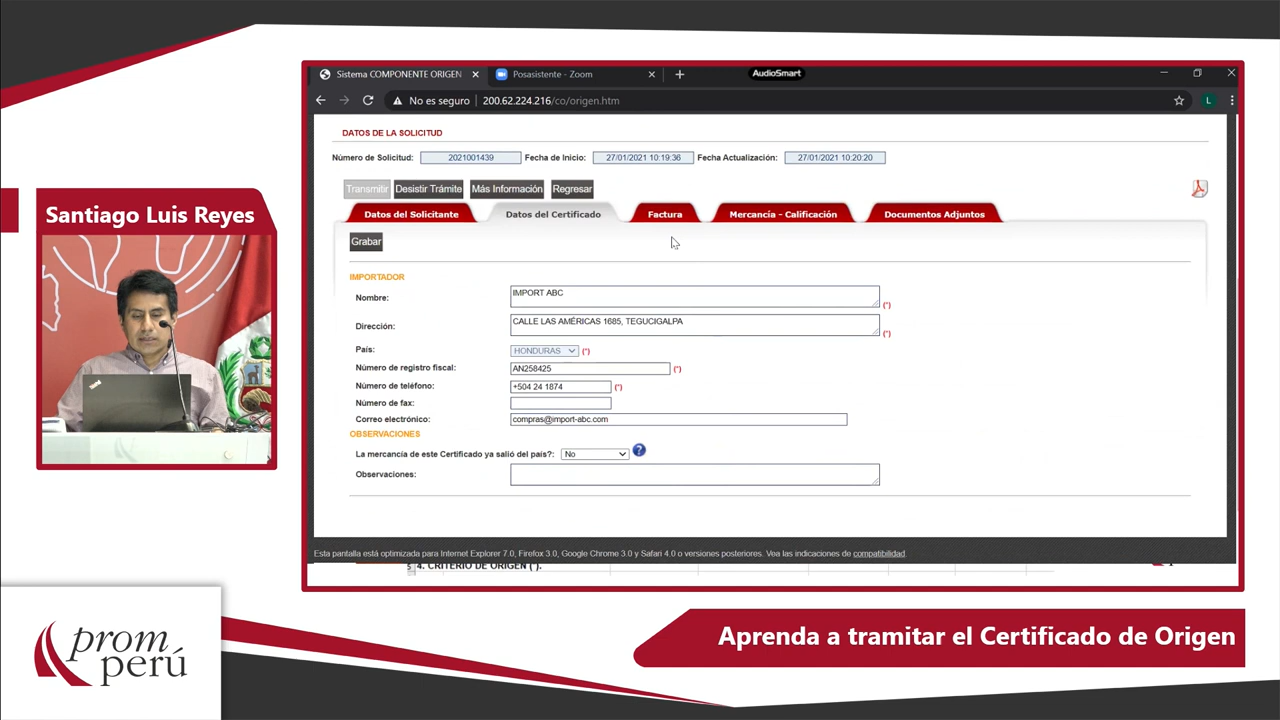 Sistema COMPONENTE ORIGEN
Posasistente - Zoom
AudioSmart
No es seguro | 200.62.224.216/co/origen.htm
L
DATOS DE LA SOLICITUD
Número de Solicitud: 2021001439 Fecha de Inicio: 27/01/2021 10:19:36 Fecha Actualización: 27/01/2021 10:20:20
Transmitir Desistir Trámite Más Información Regresar
Datos del Solicitante Datos del Certificado Factura Mercancía - Calificación Documentos Adjuntos
Grabar
IMPORTADOR
Nombre: IMPORT ABC (*)
Dirección: CALLE LAS AMÉRICAS 1685, TEGUCIGALPA (*)
País: HONDURAS (*)
Número de registro fiscal: AN258425 (*)
Número de teléfono: +504 24 1874 (*)
Número de fax:
Correo electrónico: compras@import-abc.com
OBSERVACIONES
La mercancía de este Certificado ya salió del país?: No ?
Observaciones:
Esta pantalla está optimizada para Internet Explorer 7.0, Firefox 3.0, Google Chrome 3.0 y Safari 4.0 o versiones posteriores. Vea las indicaciones de compatibilidad.
4. CRITERIO DE ORIGEN (*).
Santiago Luis Reyes
prom
perú
Aprenda a tramitar el Certificado de Origen